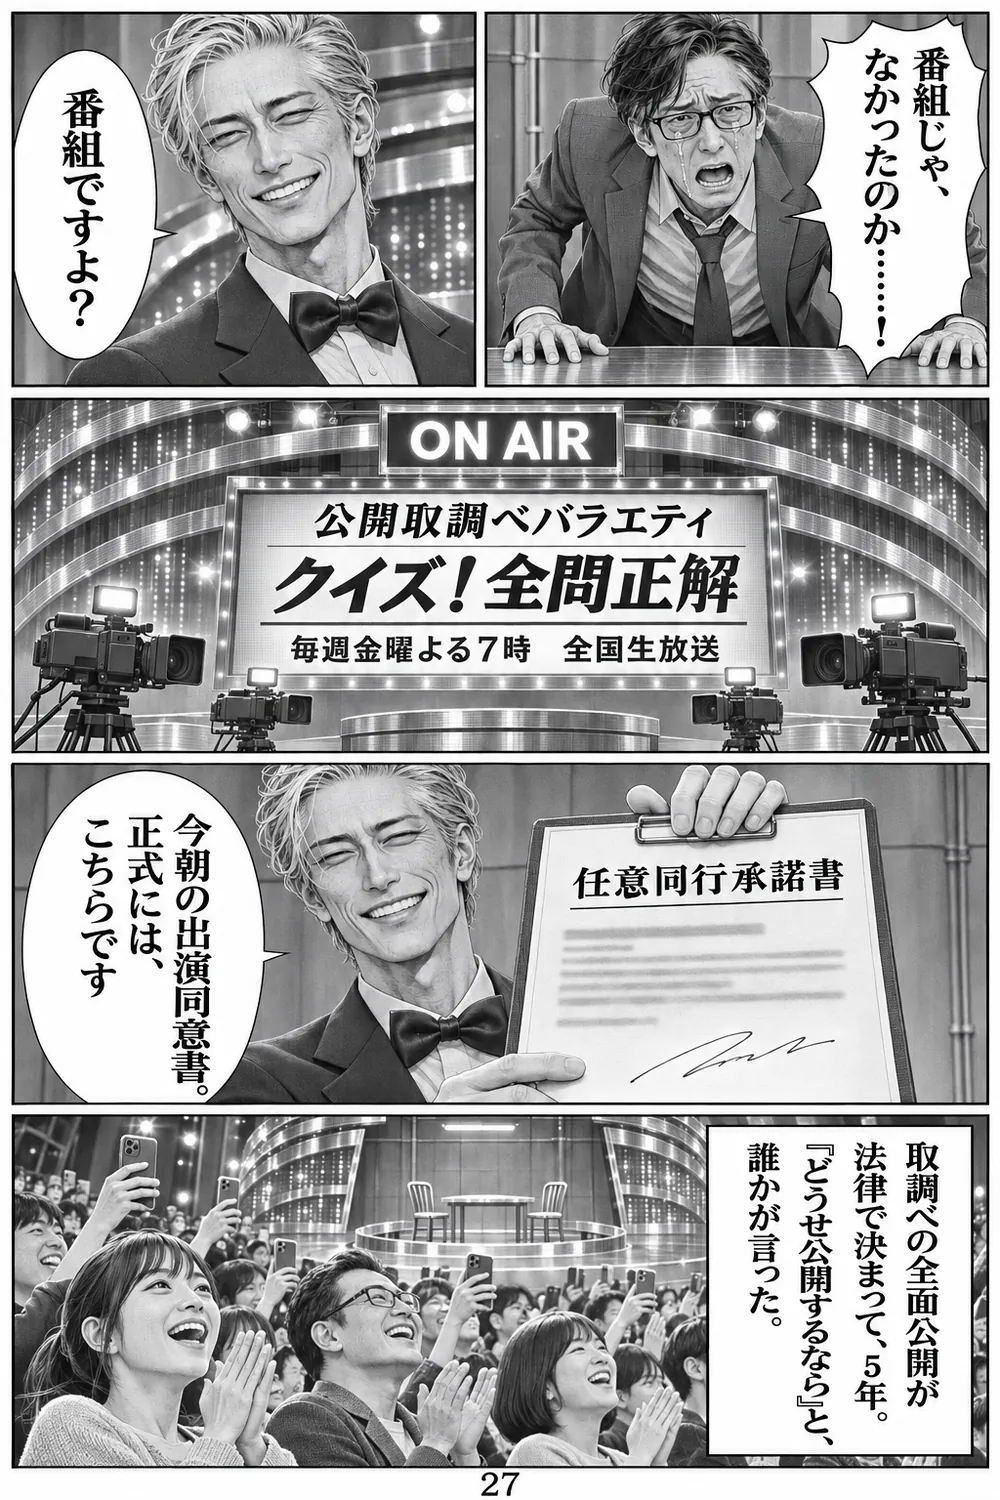 番組じゃ、
なかったのか……！
番組ですよ？
ON AIR
公開取調べバラエティ
クイズ！全問正解
毎週金曜よる7時　全国生放送
今朝の出演同意書。
正式には、
こちらです
任意同行承諾書
取調べの全面公開が
法律で決まって、5年。
『どうせ公開するなら』と、
誰かが言った。
27